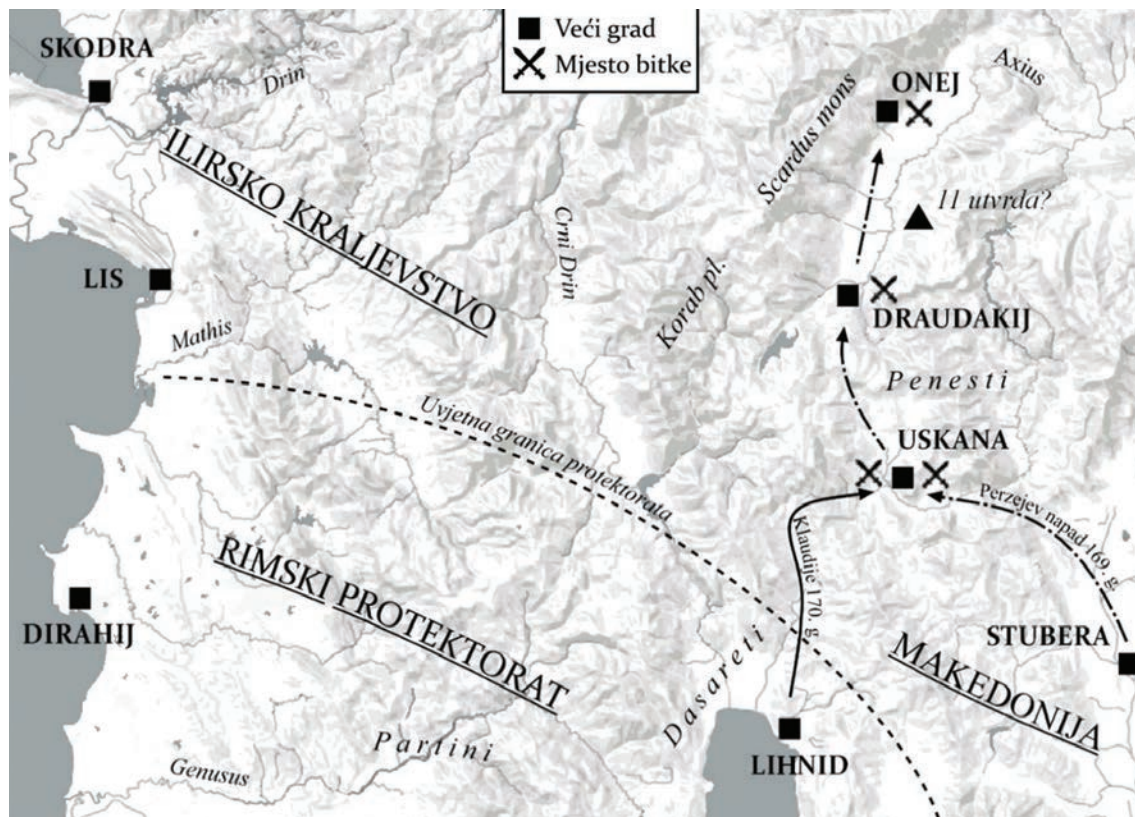 Veći grad
Mjesto bitke
SKODRA
Drin
ONEJ
Axius
Scardus mons
ILIRSKO KRALJEVSTVO
11 utvrda?
Crni Drin
LIS
Korab pl.
DRAUDAKIJ
Mathis
Penesti
Uvjetna granica protektorata
USKANA
Perzejev napad 169. g.
Klaudije 170. g.
RIMSKI PROTEKTORAT
DIRAHIJ
STUBERA
Dasareti
MAKEDONIJA
Partini
Genusus
LIHNID